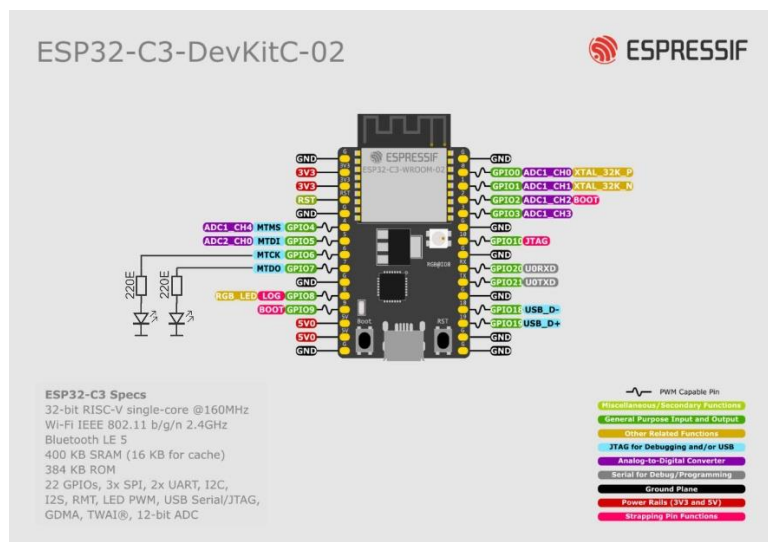 ESP32-C3-DevKitC-02
ESPRESSIF
ESPRESSIF
ESP32-C3-WROOM-02
GND
3V3
3V3
RST
GND
ADC1_CH4 MTMS GPIO4
ADC2_CH0 MTDI GPIO5
MTCK GPIO6
MTDO GPIO7
GND
RGB_LED LOG GPIO8
BOOT GPIO9
5V0
5V0
GND
GND
GPIO0 ADC1_CH0 XTAL_32K_P
GPIO1 ADC1_CH1 XTAL_32K_N
GPIO2 ADC1_CH2 BOOT
GPIO3 ADC1_CH3
GND
GPIO10 JTAG
GND
GPIO20 U0RXD
GPIO21 U0TXD
GND
GPIO18 USB_D-
GPIO19 USB_D+
GND
GND
RGB@IO8
Boot
RST
220E
220E
ESP32-C3 Specs
32-bit RISC-V single-core @160MHz
Wi-Fi IEEE 802.11 b/g/n 2.4GHz
Bluetooth LE 5
400 KB SRAM (16 KB for cache)
384 KB ROM
22 GPIOs, 3x SPI, 2x UART, I2C,
I2S, RMT, LED PWM, USB Serial/JTAG,
GDMA, TWAI®, 12-bit ADC
PWM Capable Pin
Miscellaneous/Secondary Functions
General Purpose Input and Output
Other Related Functions
JTAG for Debugging and/or USB
Analog-to-Digital Converter
Serial for Debug/Programming
Ground Plane
Power Rails (3V3 and 5V)
Strapping Pin Functions